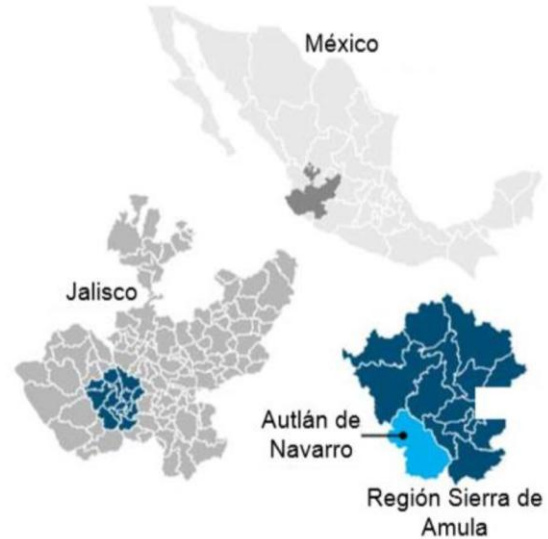 México
Jalisco
Autlán de
Navarro
Región Sierra de
Amula